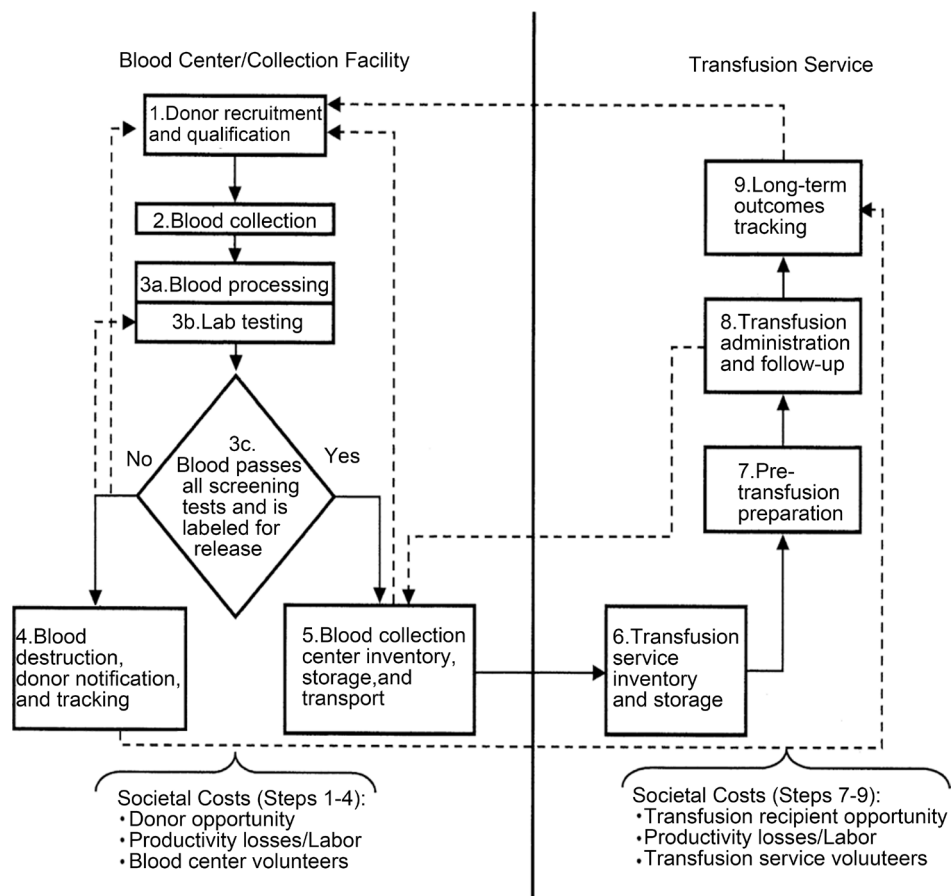 Blood Center/Collection Facility
Transfusion Service
1.Donor recruitment
and qualification
2.Blood collection
3a.Blood processing
3b.Lab testing
3c.
Blood passes
all screening
tests and is
labeled for
release
No
Yes
4.Blood
destruction,
donor notification,
and tracking
5.Blood collection
center inventory,
storage,and
transport
6.Transfusion
service
inventory
and storage
7.Pre-
transfusion
preparation
8.Transfusion
administration
and follow-up
9.Long-term
outcomes
tracking
Societal Costs (Steps 1-4):
•Donor opportunity
•Productivity losses/Labor
•Blood center volunteers
Societal Costs (Steps 7-9):
•Transfusion recipient opportunity
•Productivity losses/Labor
•Transfusion service voluuteers